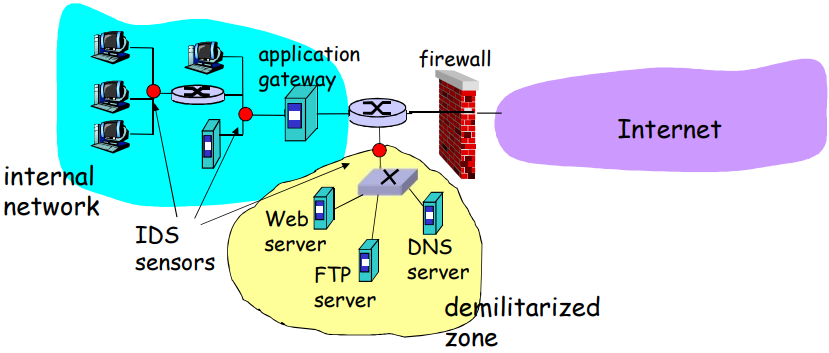 application
gateway
firewall
Internet
internal
network
IDS
sensors
Web
server
FTP
server
DNS
server
demilitarized
zone